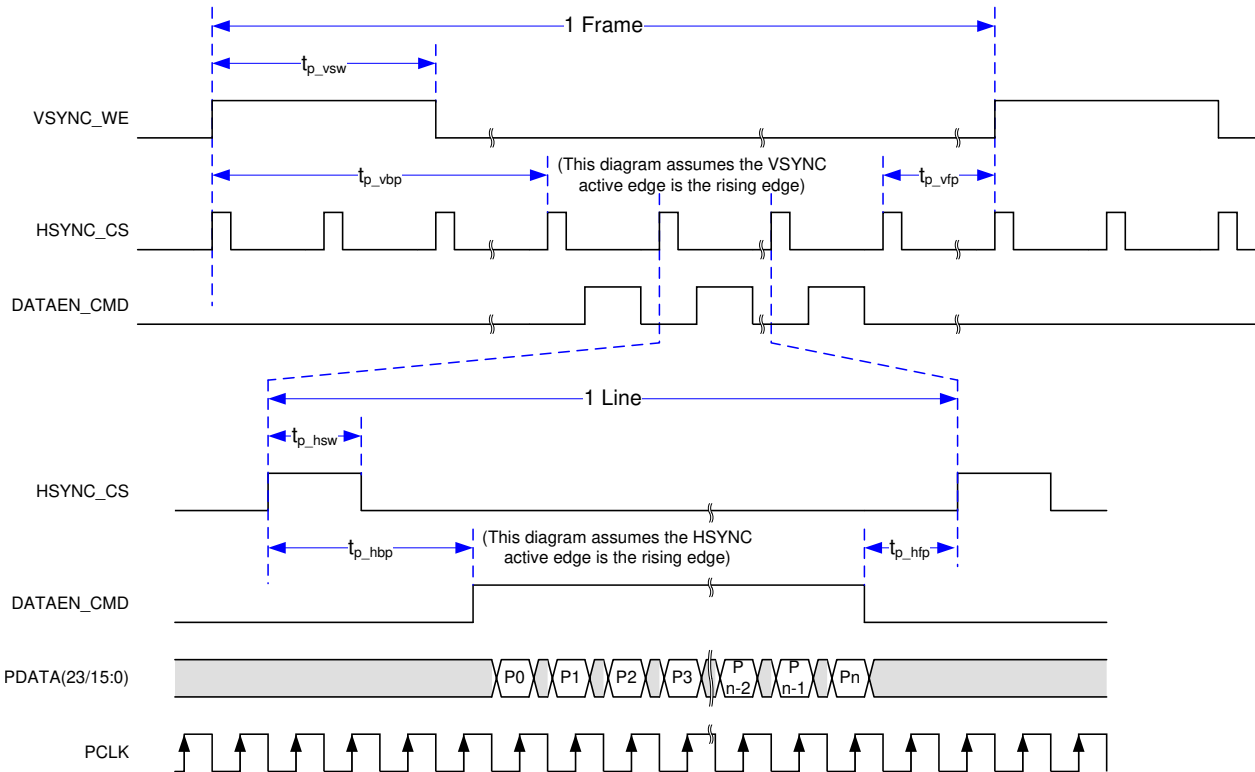 1 Frame
tp_vsw
VSYNC_WE
tp_vbp
(This diagram assumes the VSYNC
active edge is the rising edge)
tp_vfp
HSYNC_CS
DATAEN_CMD
1 Line
tp_hsw
HSYNC_CS
tp_hbp
(This diagram assumes the HSYNC
active edge is the rising edge)
tp_hfp
DATAEN_CMD
PDATA(23/15:0)
P0
P1
P2
P3
P
n-2
P
n-1
Pn
PCLK